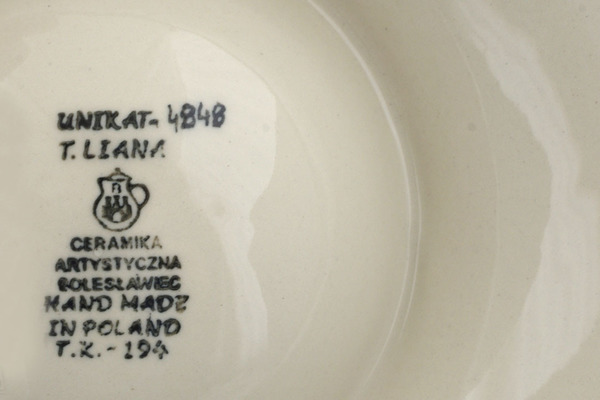 UNIKAT- 4848
T. LIANA
CERAMIKA
ARTYSTYCZNA
BOLESŁAWIEC
HAND MADE
IN POLAND
T.K.-194